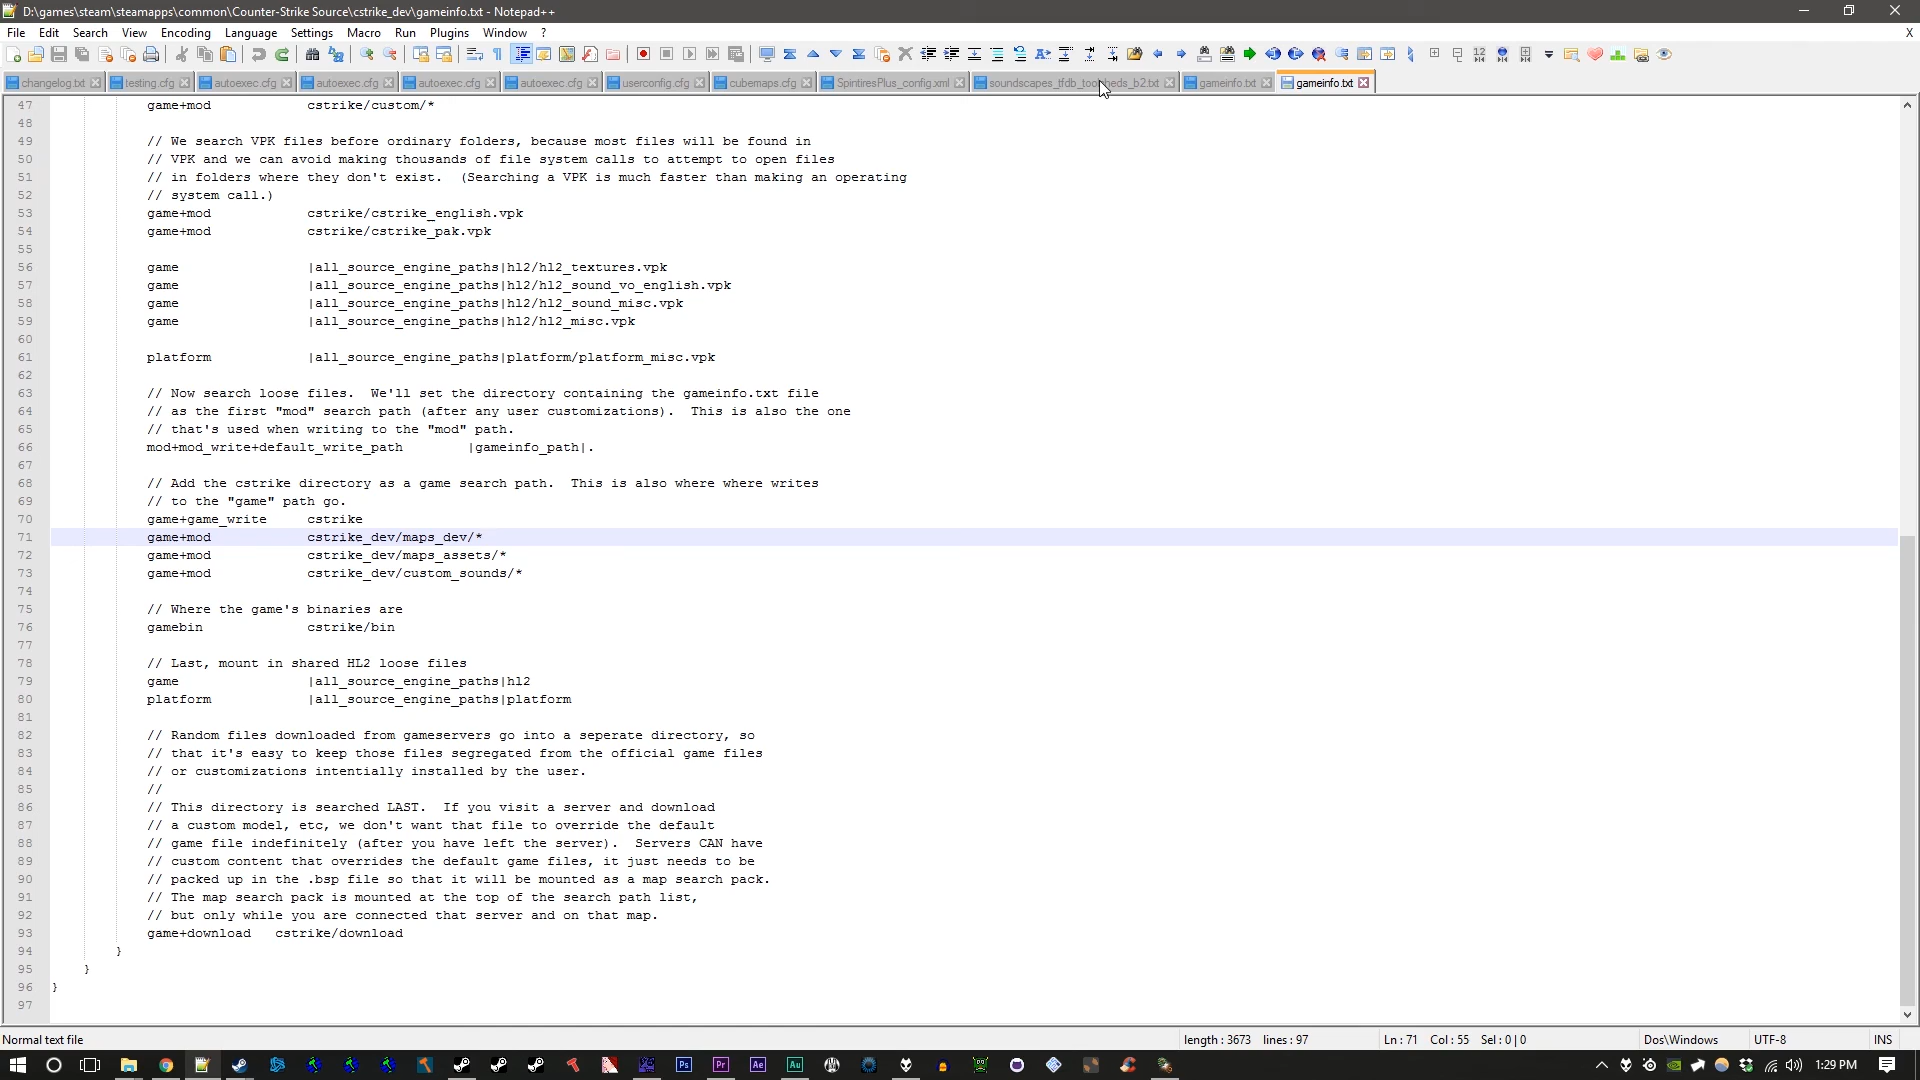 D:\games\steam\steamapps\common\Counter-Strike Source\cstrike_dev\gameinfo.txt - Notepad++
File Edit Search View Encoding Language Settings Macro Run Plugins Window ? X
changelog.txt testing.cfg autoexec.cfg autoexec.cfg autoexec.cfg autoexec.cfg userconfig.cfg cubemaps.cfg SpintiresPlus_config.xml gameinfo.txt gameinfo.txt
47 game+mod cstrike/custom/*
48
49 // We search VPK files before ordinary folders, because most files will be found in
50 // VPK and we can avoid making thousands of file system calls to attempt to open files
51 // in folders where they don't exist. (Searching a VPK is much faster than making an operating
52 // system call.)
53 game+mod cstrike/cstrike_english.vpk
54 game+mod cstrike/cstrike_pak.vpk
55
56 game |all_source_engine_paths|hl2/hl2_textures.vpk
57 game |all_source_engine_paths|hl2/hl2_sound_vo_english.vpk
58 game |all_source_engine_paths|hl2/hl2_sound_misc.vpk
59 game |all_source_engine_paths|hl2/hl2_misc.vpk
60
61 platform |all_source_engine_paths|platform/platform_misc.vpk
62
63 // Now search loose files. We'll set the directory containing the gameinfo.txt file
64 // as the first "mod" search path (after any user customizations). This is also the one
65 // that's used when writing to the "mod" path.
66 mod+mod_write+default_write_path |gameinfo_path|.
67
68 // Add the cstrike directory as a game search path. This is also where where writes
69 // to the "game" path go.
70 game+game_write cstrike
71 game+mod cstrike_dev/maps_dev/*
72 game+mod cstrike_dev/maps_assets/*
73 game+mod cstrike_dev/custom_sounds/*
74
75 // Where the game's binaries are
76 gamebin cstrike/bin
77
78 // Last, mount in shared HL2 loose files
79 game |all_source_engine_paths|hl2
80 platform |all_source_engine_paths|platform
81
82 // Random files downloaded from gameservers go into a seperate directory, so
83 // that it's easy to keep those files segregated from the official game files
84 // or customizations intentially installed by the user.
85 //
86 // This directory is searched LAST. If you visit a server and download
87 // a custom model, etc, we don't want that file to override the default
88 // game file indefinitely (after you have left the server). Servers CAN have
89 // custom content that overrides the default game files, it just needs to be
90 // packed up in the .bsp file so that it will be mounted as a map search pack.
91 // The map search pack is mounted at the top of the search path list,
92 // but only while you are connected that server and on that map.
93 game+download cstrike/download
94 }
95 }
96 }
97
Normal text file length : 3673 lines : 97 Ln : 71 Col : 55 Sel : 0 | 0 Dos\Windows UTF-8 INS
Ps Pr Ae Au 1:29 PM